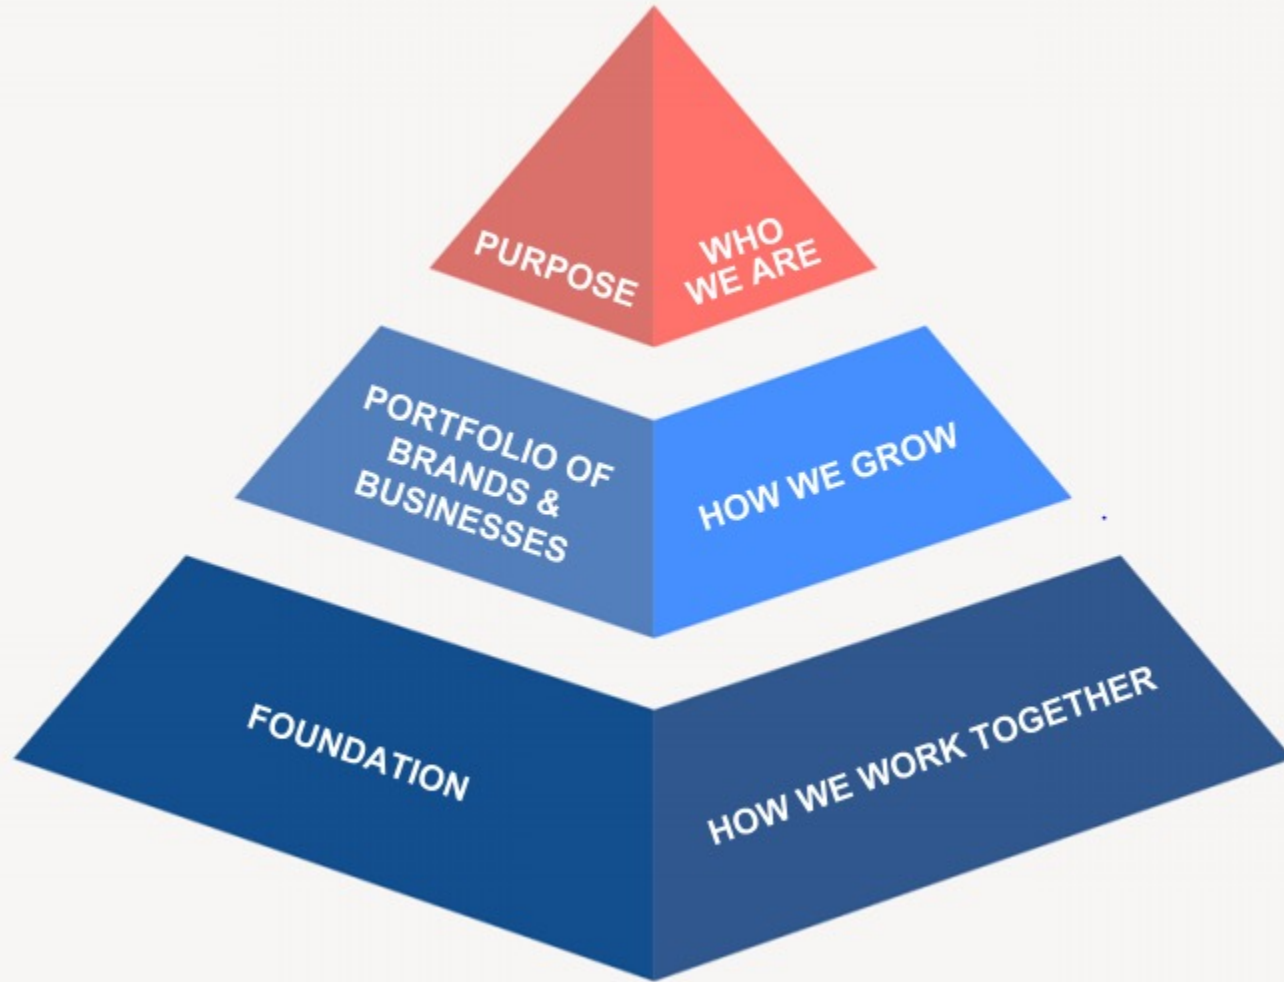 PURPOSE
WHO
WE ARE
PORTFOLIO OF
BRANDS &
BUSINESSES
HOW WE GROW
FOUNDATION
HOW WE WORK TOGETHER